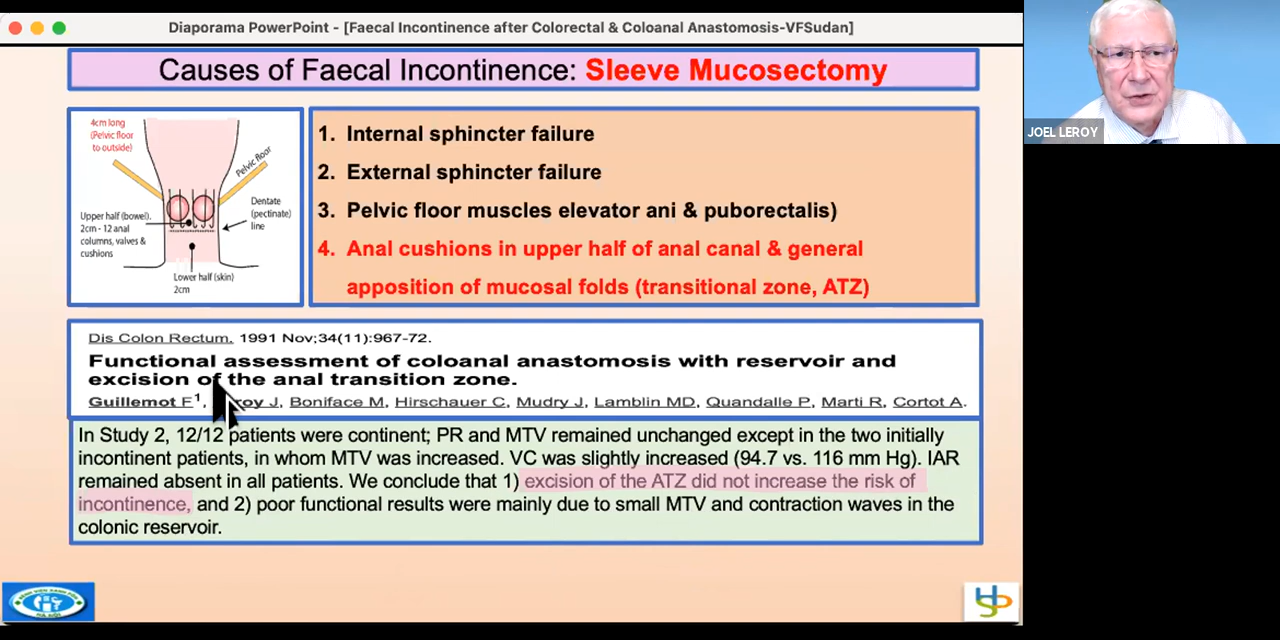 Diaporama PowerPoint - [Faecal Incontinence after Colorectal & Coloanal Anastomosis-VFSudan]
JOEL LEROY
Causes of Faecal Incontinence: Sleeve Mucosectomy
4cm long
(Pelvic floor
to outside)
Pelvic floor
Dentate
(pectinate)
line
Upper half (bowel).
2cm - 12 anal
columns, valves &
cushions
Lower half (skin)
2cm
1. Internal sphincter failure
2. External sphincter failure
3. Pelvic floor muscles elevator ani & puborectalis)
4. Anal cushions in upper half of anal canal & general
apposition of mucosal folds (transitional zone, ATZ)
Dis Colon Rectum. 1991 Nov;34(11):967-72.
Functional assessment of coloanal anastomosis with reservoir and
excision of the anal transition zone.
Guillemot F1, J, Boniface M, Hirschauer C, Mudry J, Lamblin MD, Quandalle P, Marti R, Cortot A.
In Study 2, 12/12 patients were continent; PR and MTV remained unchanged except in the two initially
incontinent patients, in whom MTV was increased. VC was slightly increased (94.7 vs. 116 mm Hg). IAR
remained absent in all patients. We conclude that 1) excision of the ATZ did not increase the risk of
incontinence, and 2) poor functional results were mainly due to small MTV and contraction waves in the
colonic reservoir.